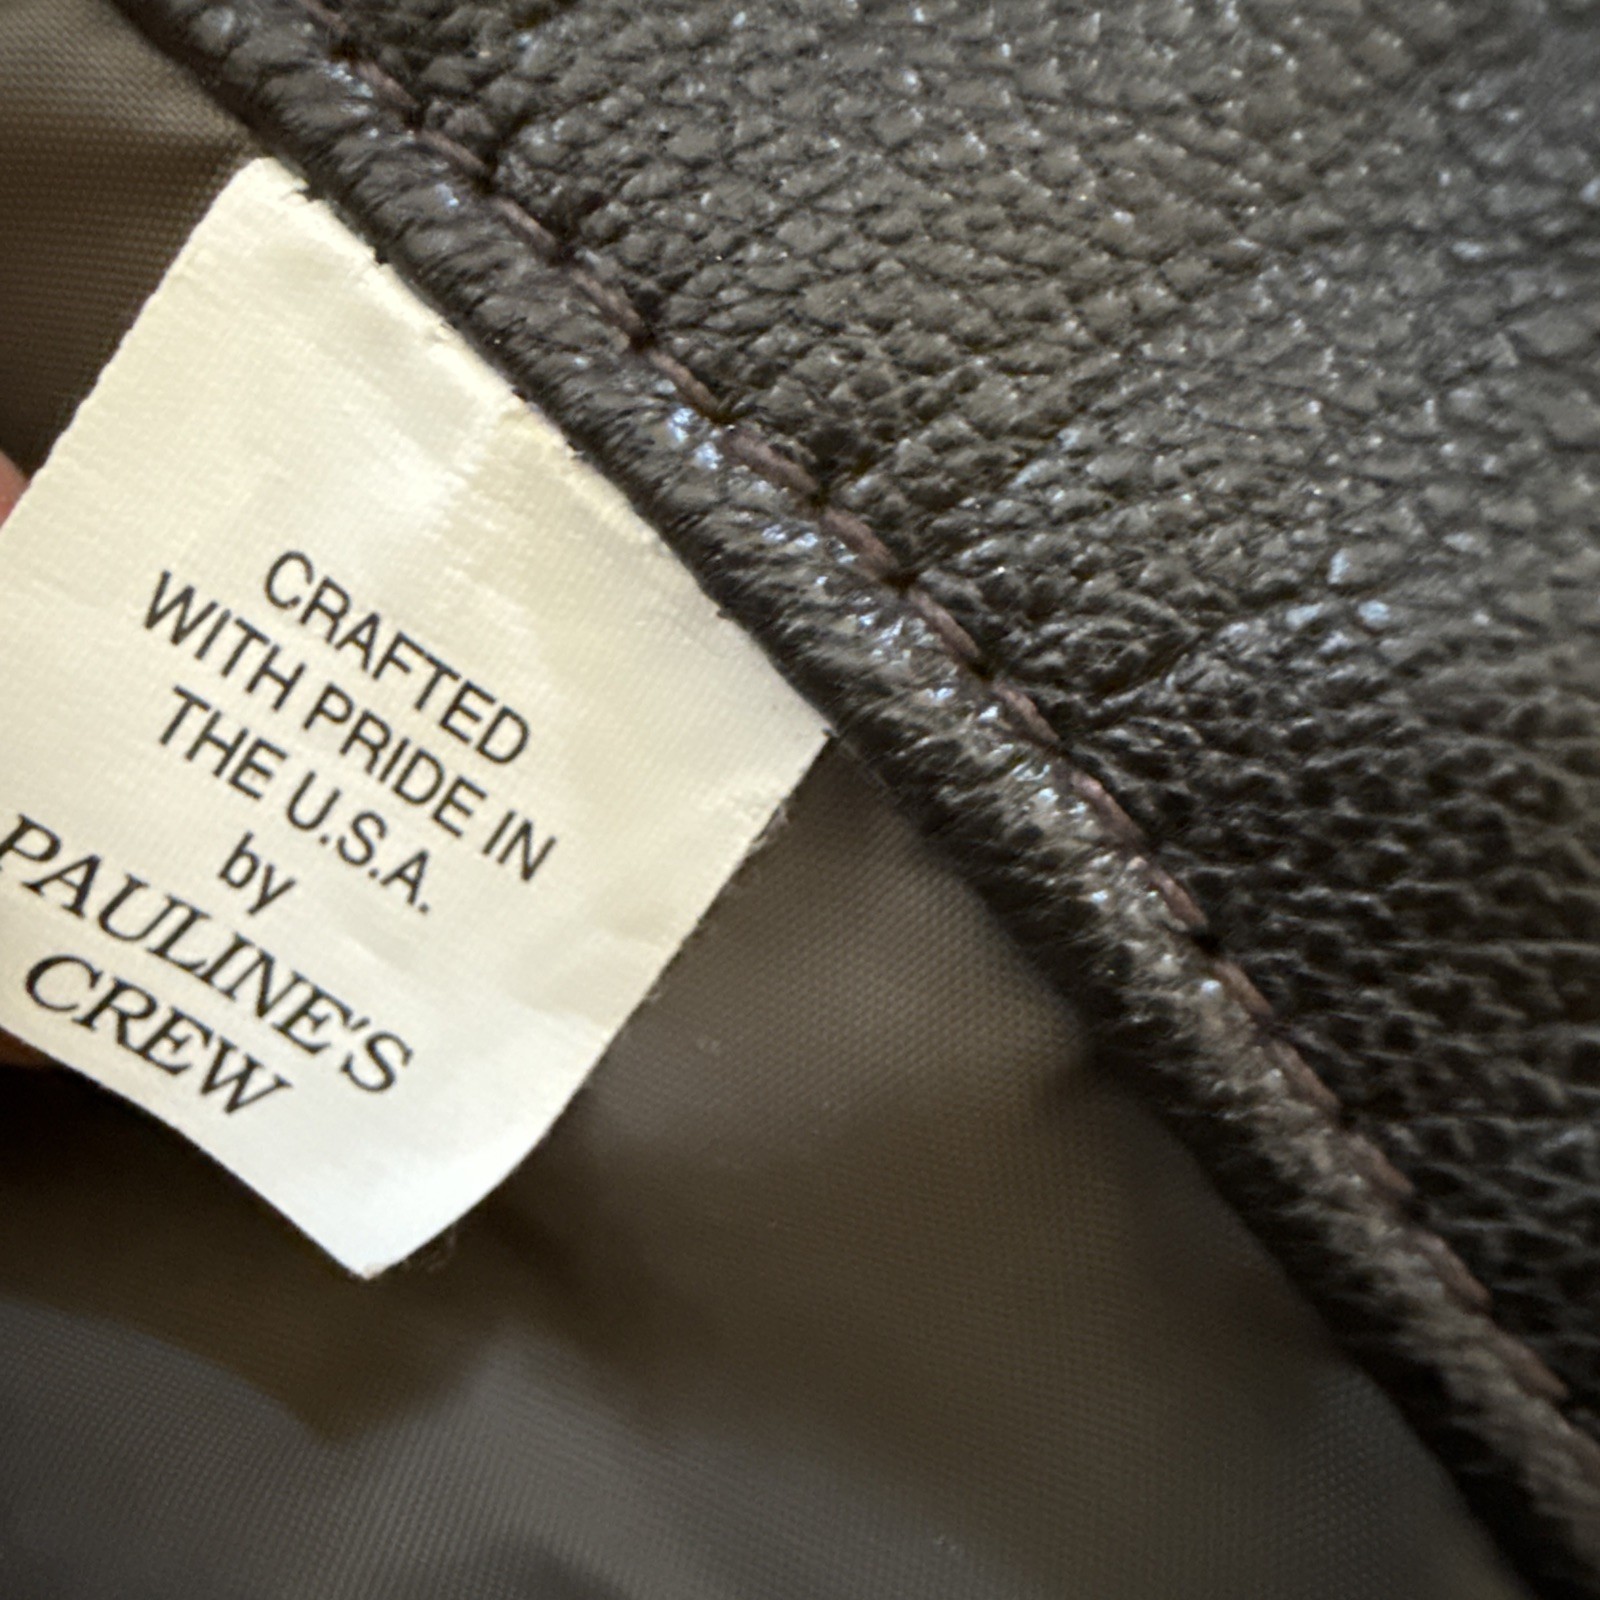 CRAFTED
WITH PRIDE IN
THE U.S.A.
by
PAULINE'S
CREW